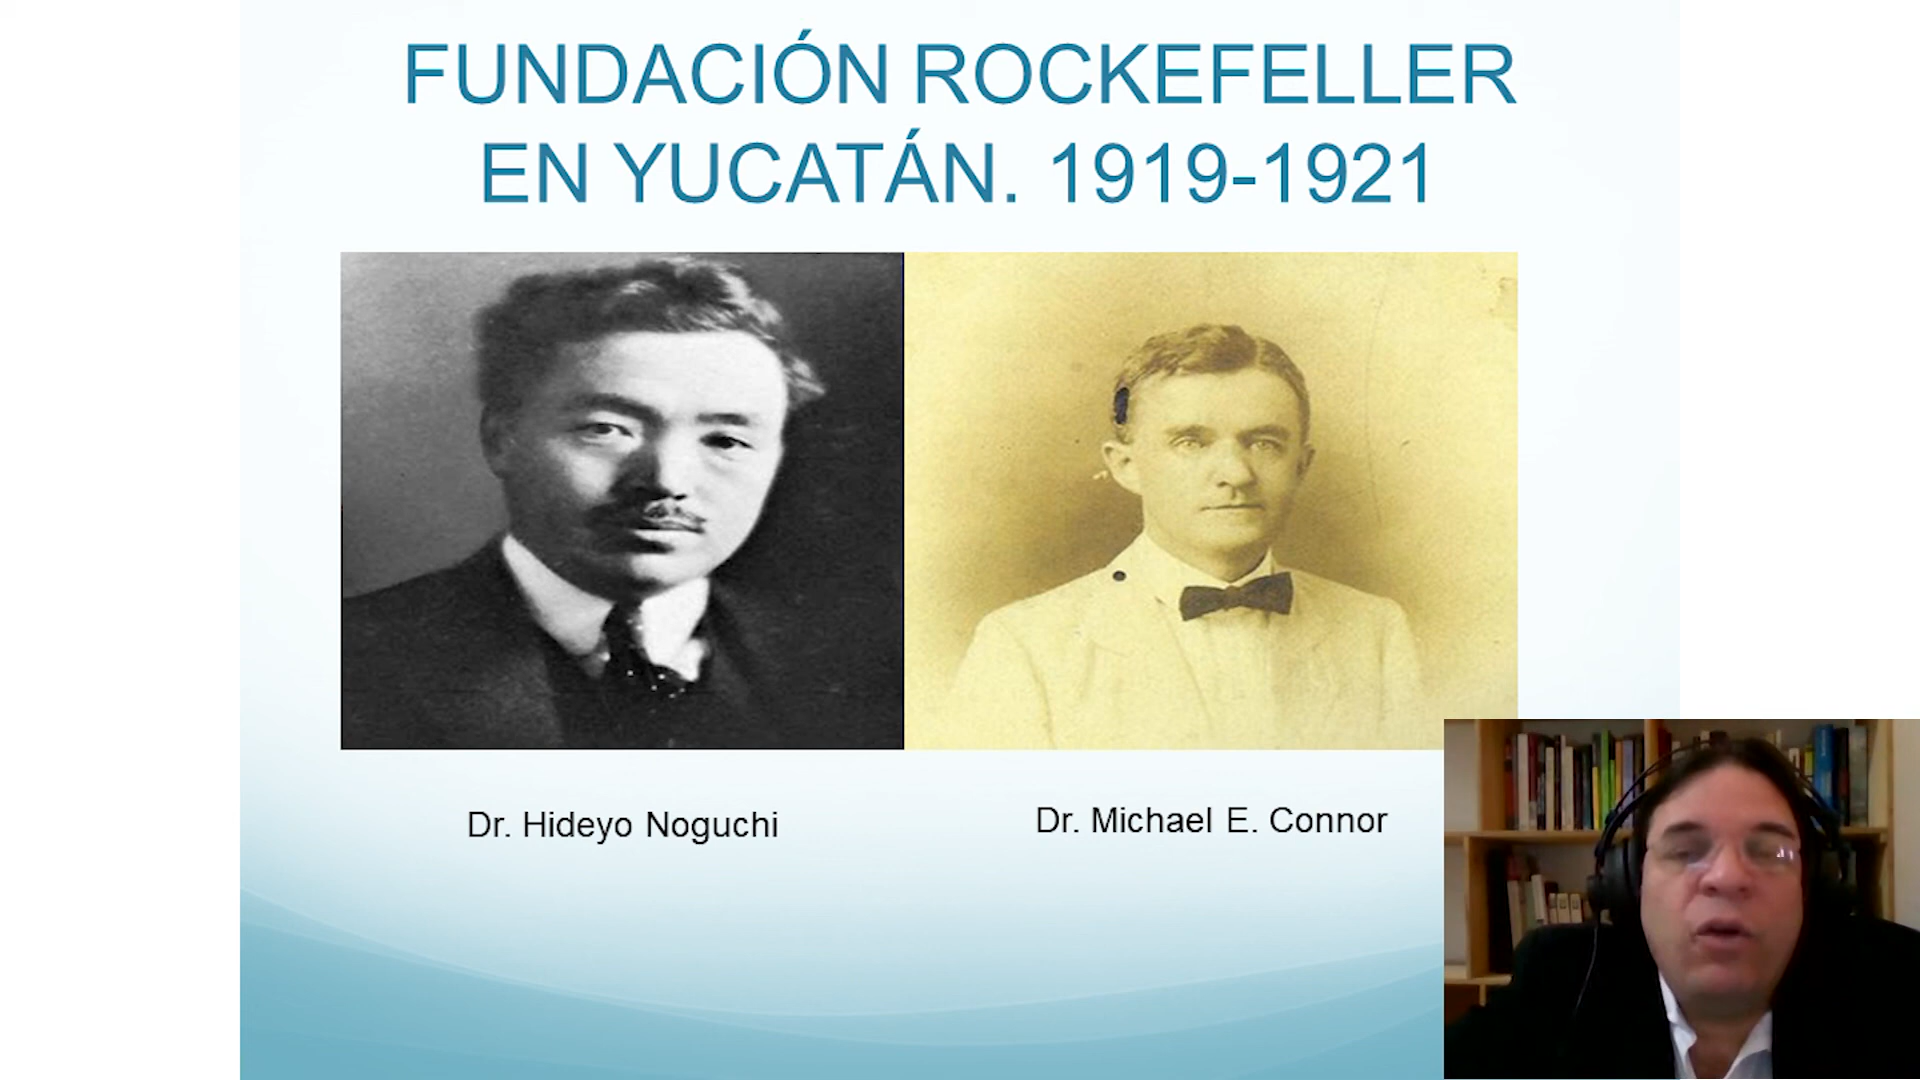 FUNDACIÓN ROCKEFELLER
EN YUCATÁN. 1919-1921
Dr. Hideyo Noguchi
Dr. Michael E. Connor